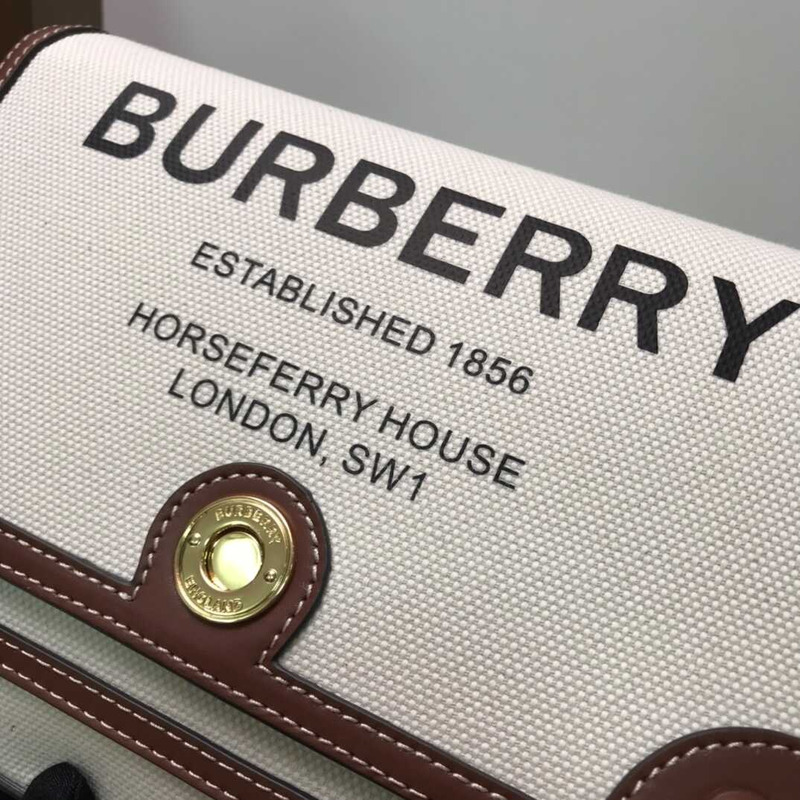 BURBERRY
ESTABLISHED 1856
HORSEFERRY HOUSE
LONDON, SW1
BURBERRY
ENGLAND